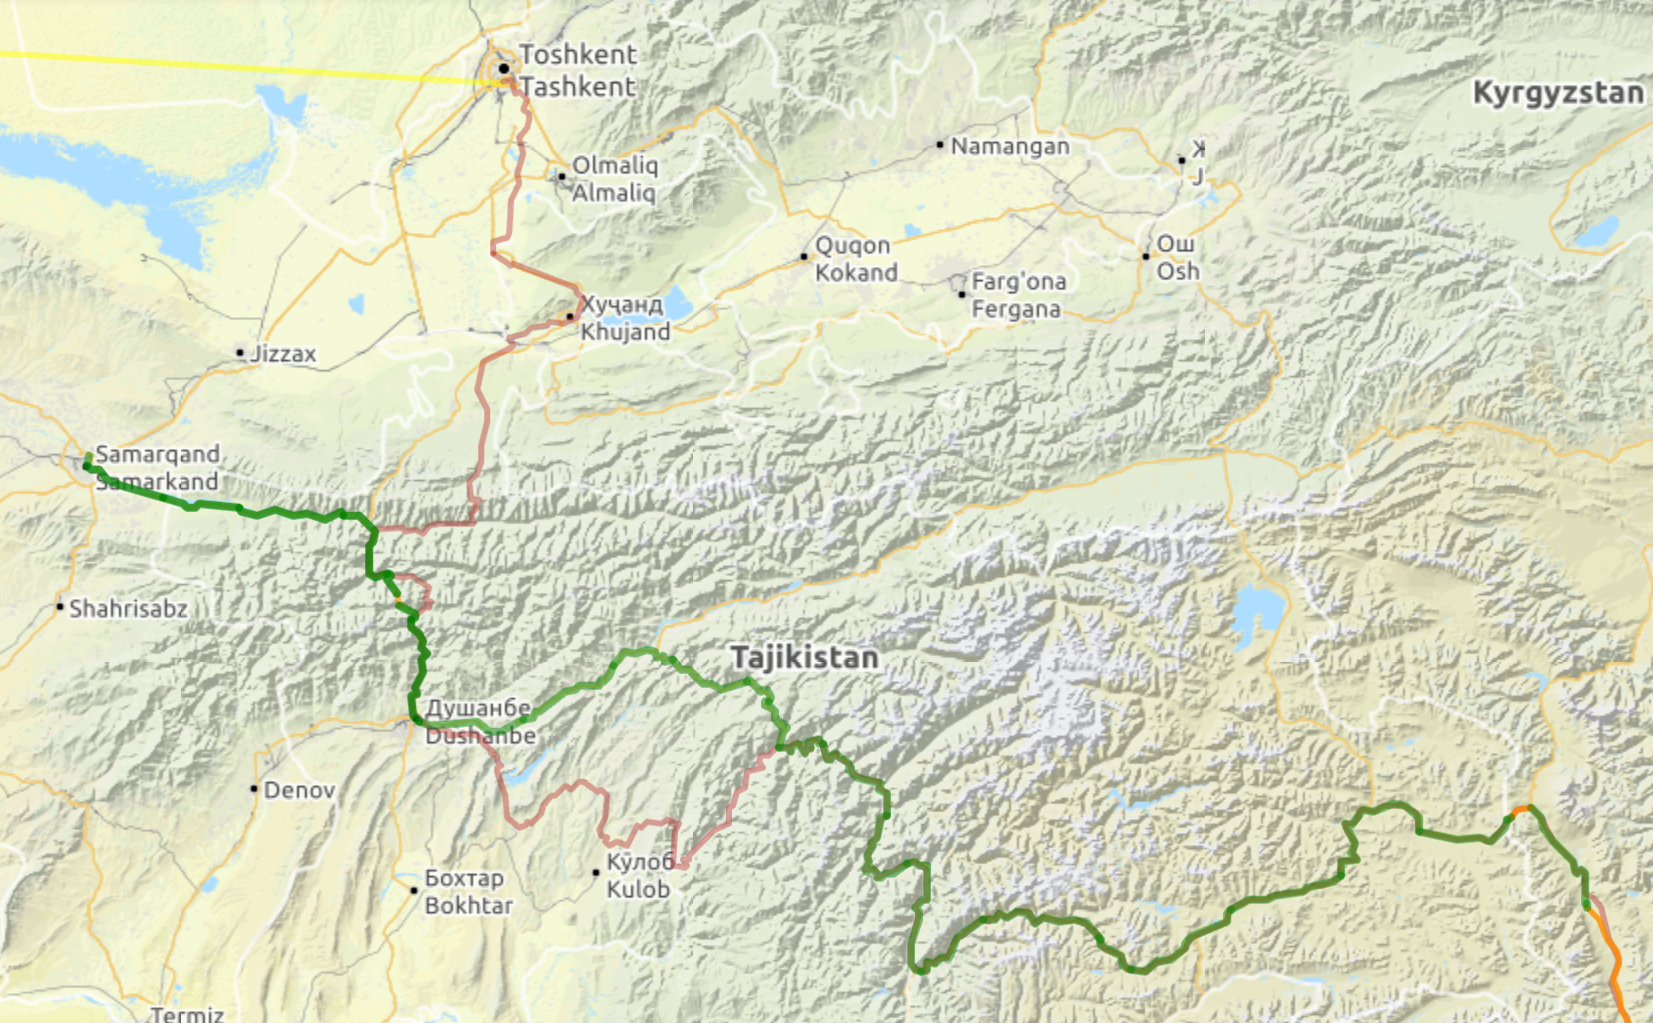 Toshkent
Tashkent
Kyrgyzstan
Namangan
Ж
J
Olmaliq
Almaliq
Quqon
Kokand
Ош
Osh
Farg'ona
Fergana
Хуҷанд
Khujand
Jizzax
Samarqand
Samarkand
Shahrisabz
Tajikistan
Душанбе
Dushanbe
Denov
Кӯлоб
Kulob
Бохтар
Bokhtar
Termiz